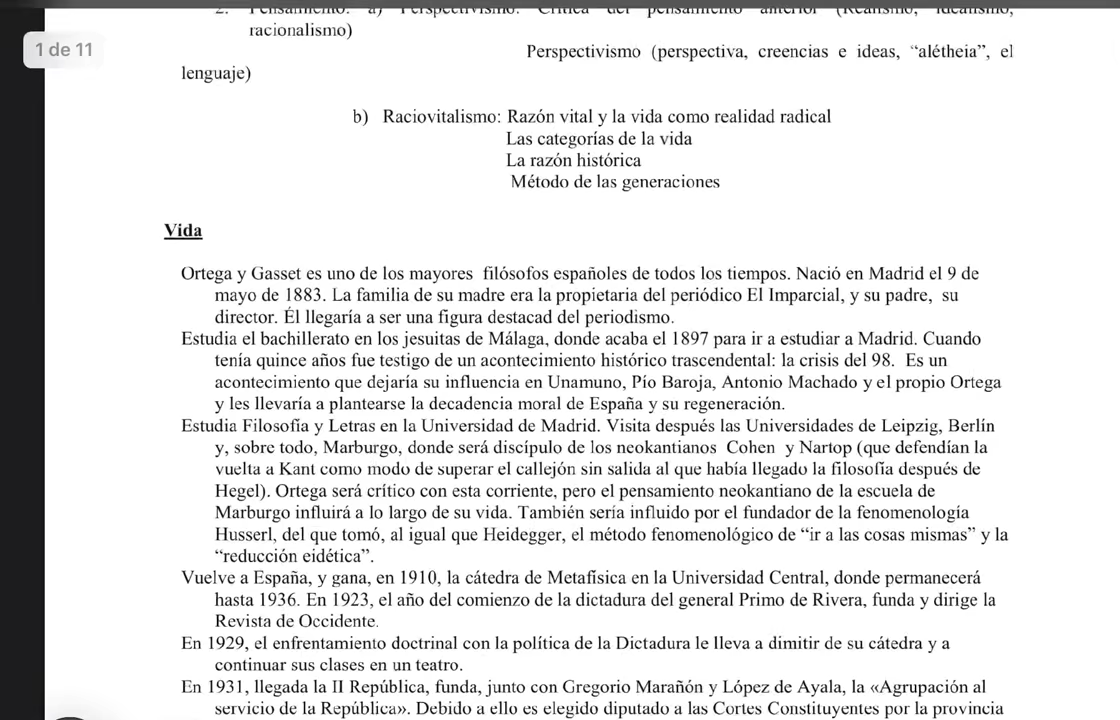 racionalismo)
1 de 11
Perspectivismo (perspectiva, creencias e ideas, “alétheia”, el
lenguaje)
b) Raciovitalismo: Razón vital y la vida como realidad radical
Las categorías de la vida
La razón histórica
Método de las generaciones
Vida
Ortega y Gasset es uno de los mayores filósofos españoles de todos los tiempos. Nació en Madrid el 9 de
mayo de 1883. La familia de su madre era la propietaria del periódico El Imparcial, y su padre, su
director. Él llegaría a ser una figura destacad del periodismo.
Estudia el bachillerato en los jesuitas de Málaga, donde acaba el 1897 para ir a estudiar a Madrid. Cuando
tenía quince años fue testigo de un acontecimiento histórico trascendental: la crisis del 98. Es un
acontecimiento que dejaría su influencia en Unamuno, Pío Baroja, Antonio Machado y el propio Ortega
y les llevaría a plantearse la decadencia moral de España y su regeneración.
Estudia Filosofía y Letras en la Universidad de Madrid. Visita después las Universidades de Leipzig, Berlín
y, sobre todo, Marburgo, donde será discípulo de los neokantianos Cohen y Nartop (que defendían la
vuelta a Kant como modo de superar el callejón sin salida al que había llegado la filosofía después de
Hegel). Ortega será crítico con esta corriente, pero el pensamiento neokantiano de la escuela de
Marburgo influirá a lo largo de su vida. También sería influido por el fundador de la fenomenología
Husserl, del que tomó, al igual que Heidegger, el método fenomenológico de “ir a las cosas mismas” y la
“reducción eidética”.
Vuelve a España, y gana, en 1910, la cátedra de Metafísica en la Universidad Central, donde permanecerá
hasta 1936. En 1923, el año del comienzo de la dictadura del general Primo de Rivera, funda y dirige la
Revista de Occidente.
En 1929, el enfrentamiento doctrinal con la política de la Dictadura le lleva a dimitir de su cátedra y a
continuar sus clases en un teatro.
En 1931, llegada la II República, funda, junto con Gregorio Marañón y López de Ayala, la «Agrupación al
servicio de la República». Debido a ello es elegido diputado a las Cortes Constituyentes por la provincia